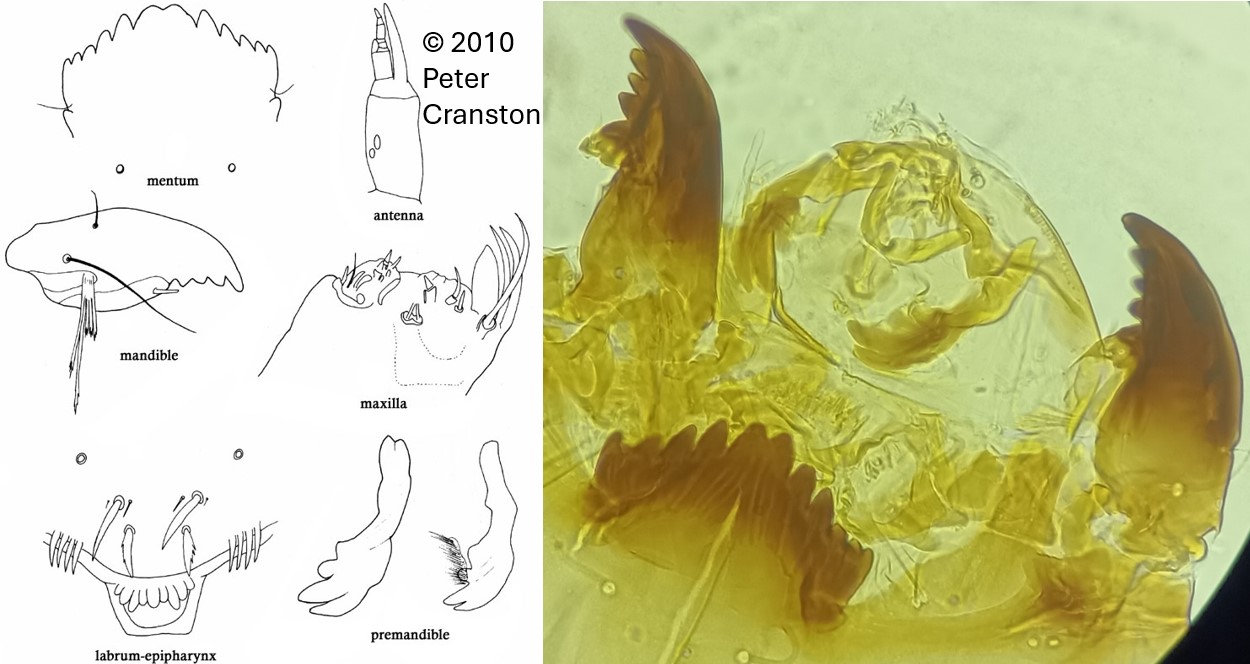 © 2010
Peter
Cranston
mentum
antenna
mandible
maxilla
premandible
labrum-epipharynx